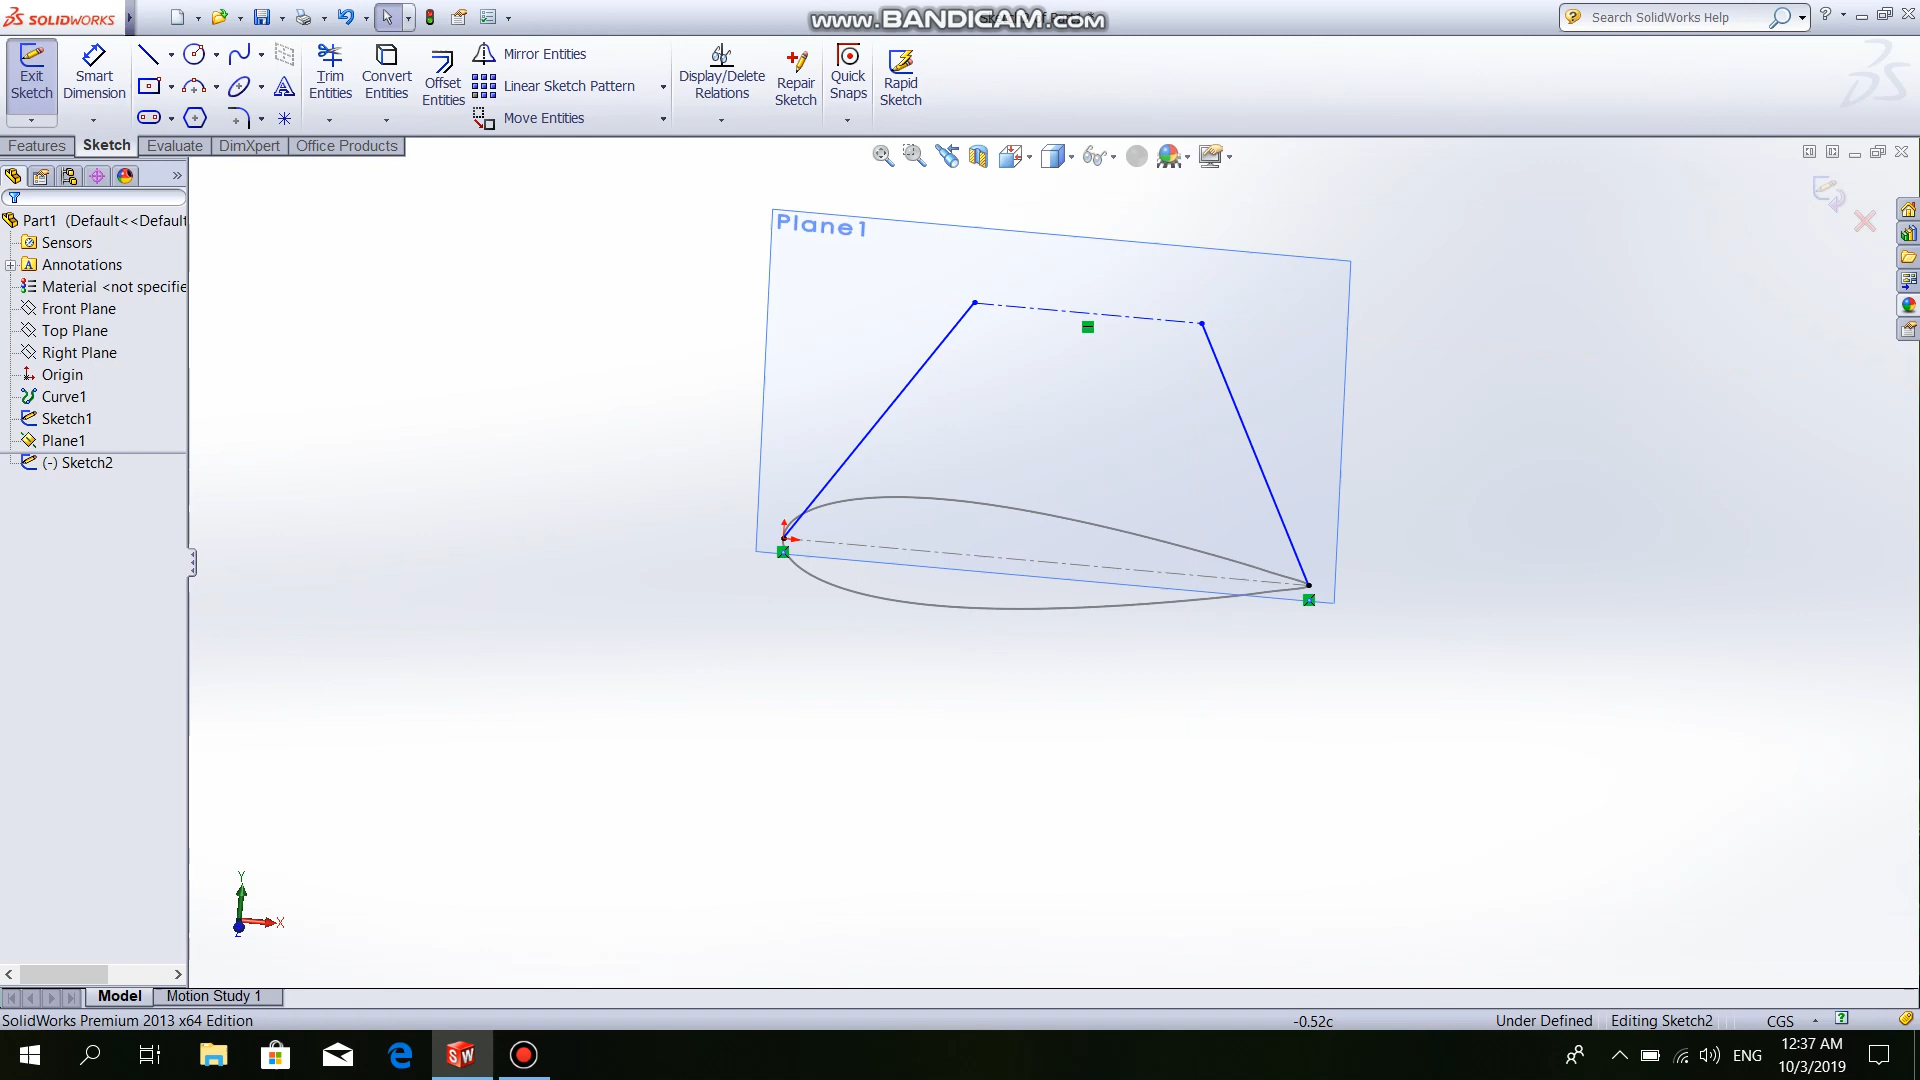 SOLIDWORKS
www.BANDICAM.com
Search SolidWorks Help
Exit Sketch
Smart Dimension
Trim Entities
Convert Entities
Offset Entities
Mirror Entities
Linear Sketch Pattern
Move Entities
Display/Delete Relations
Repair Sketch
Quick Snaps
Rapid Sketch
Features
Sketch
Evaluate
DimXpert
Office Products
Part1 (Default<<Default
Sensors
Annotations
Material <not specifie
Front Plane
Top Plane
Right Plane
Origin
Curve1
Sketch1
Plane1
(-) Sketch2
Plane1
Y
X
Z
Model
Motion Study 1
SolidWorks Premium 2013 x64 Edition
-0.52c
Under Defined
Editing Sketch2
CGS
ENG
12:37 AM
10/3/2019